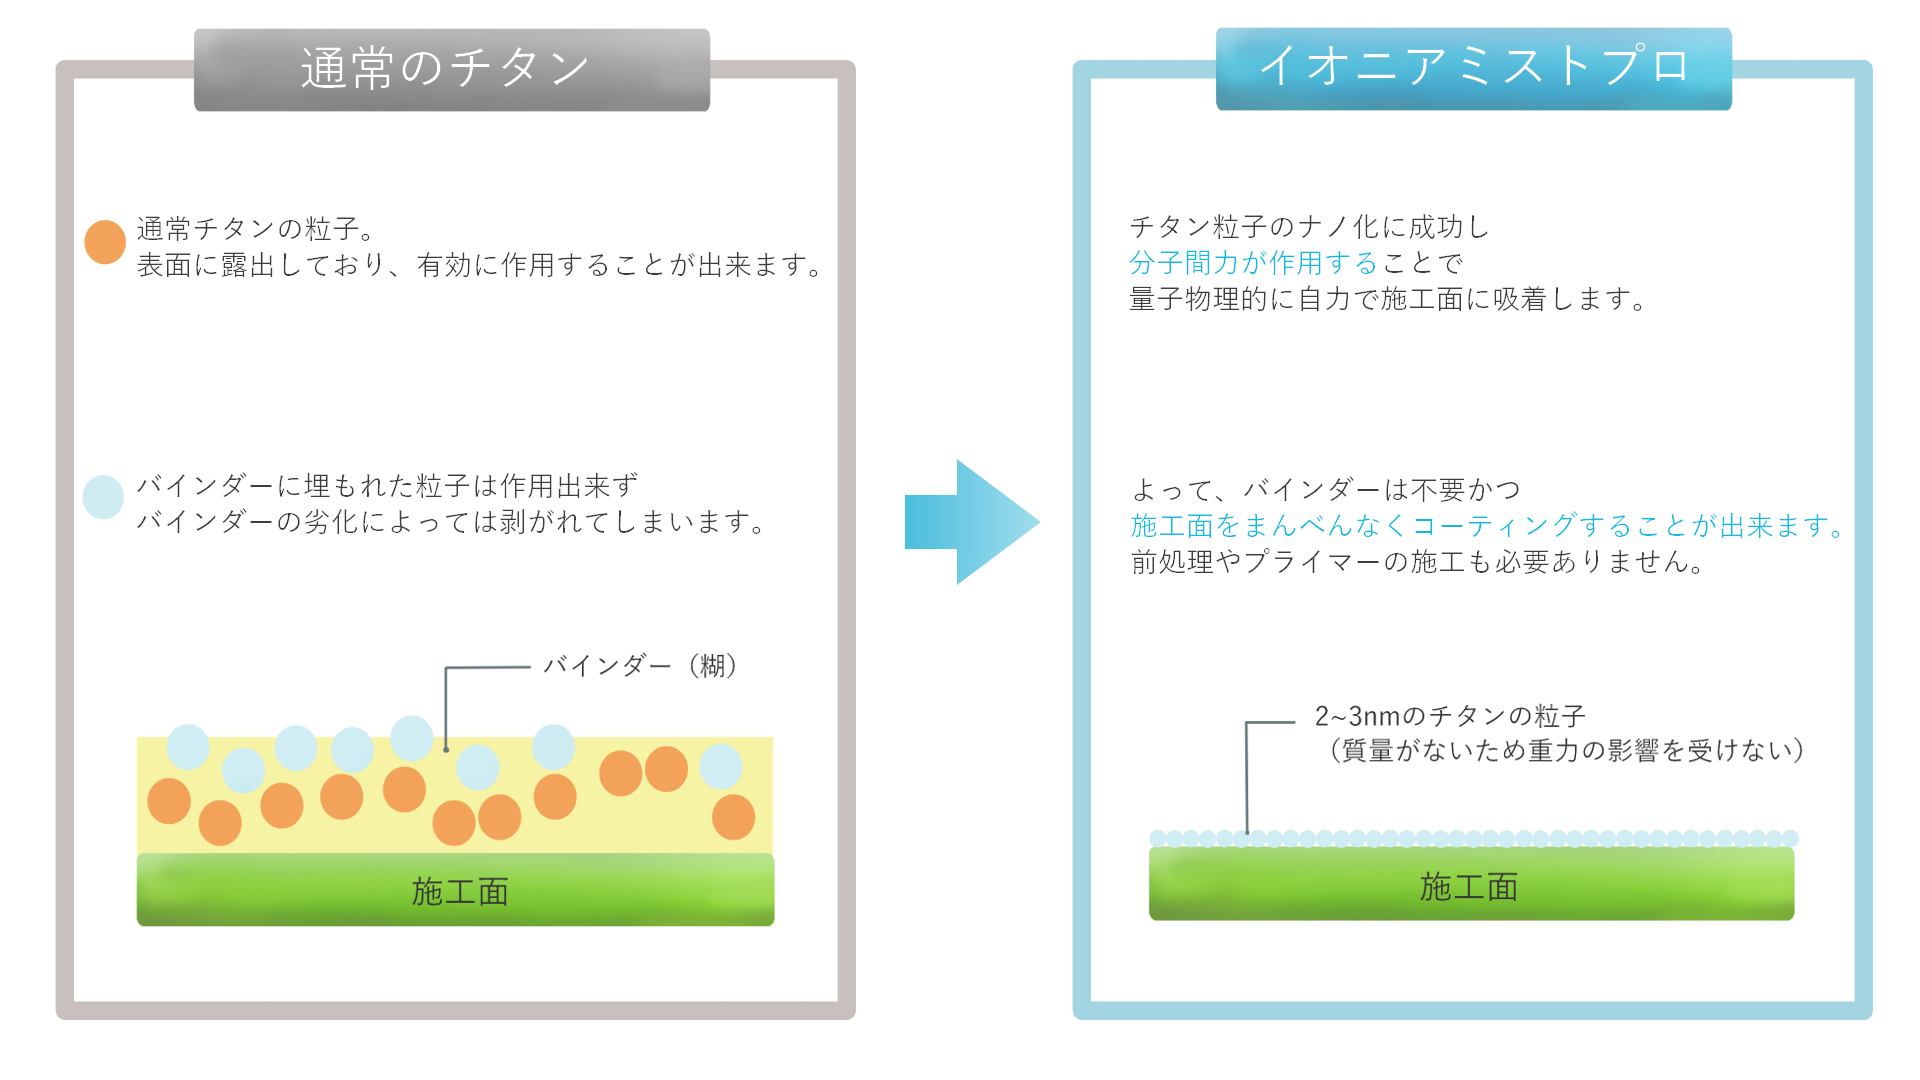 通常のチタン
通常チタンの粒子。
表面に露出しており、有効に作用することが出来ます。
バインダーに埋もれた粒子は作用出来ず
バインダーの劣化によっては剥がれてしまいます。
バインダー（糊）
施工面
イオニアミストプロ
チタン粒子のナノ化に成功し
分子間力が作用することで
量子物理的に自力で施工面に吸着します。
よって、バインダーは不要かつ
施工面をまんべんなくコーティングすることが出来ます。
前処理やプライマーの施工も必要ありません。
2~3nmのチタンの粒子
（質量がないため重力の影響を受けない）
施工面